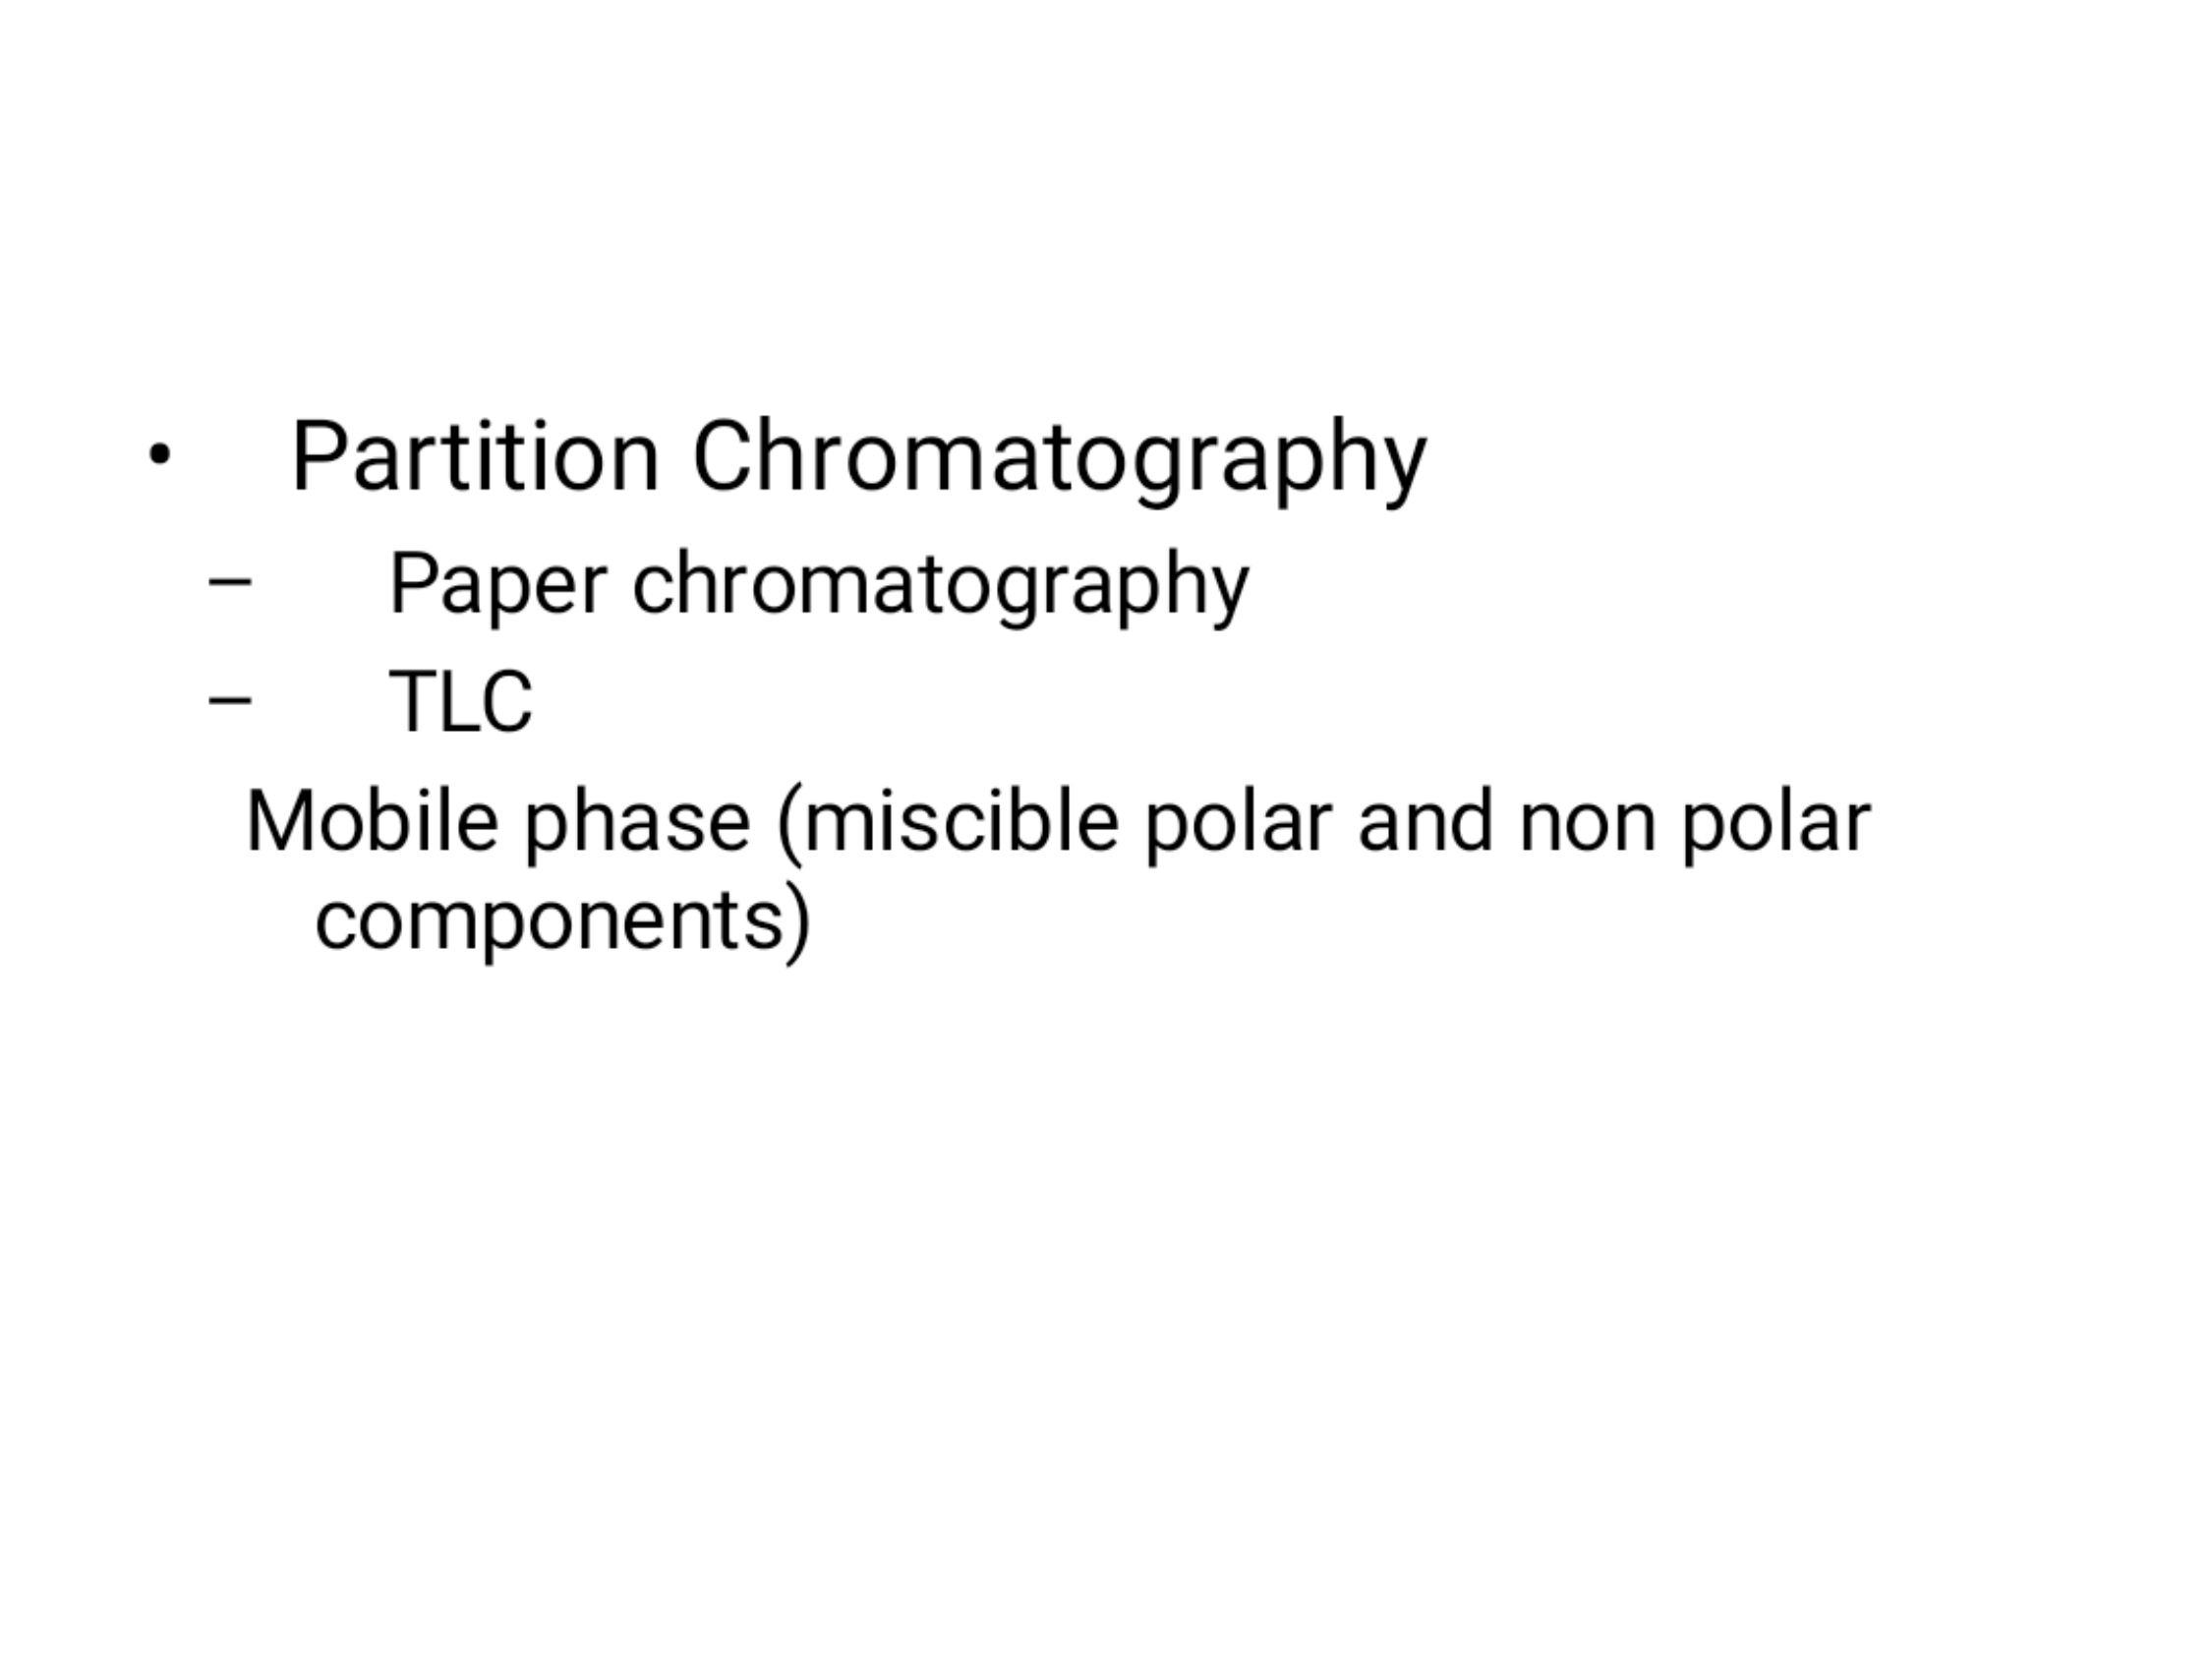 • Partition Chromatography
– Paper chromatography
– TLC
Mobile phase (miscible polar and non polar
components)